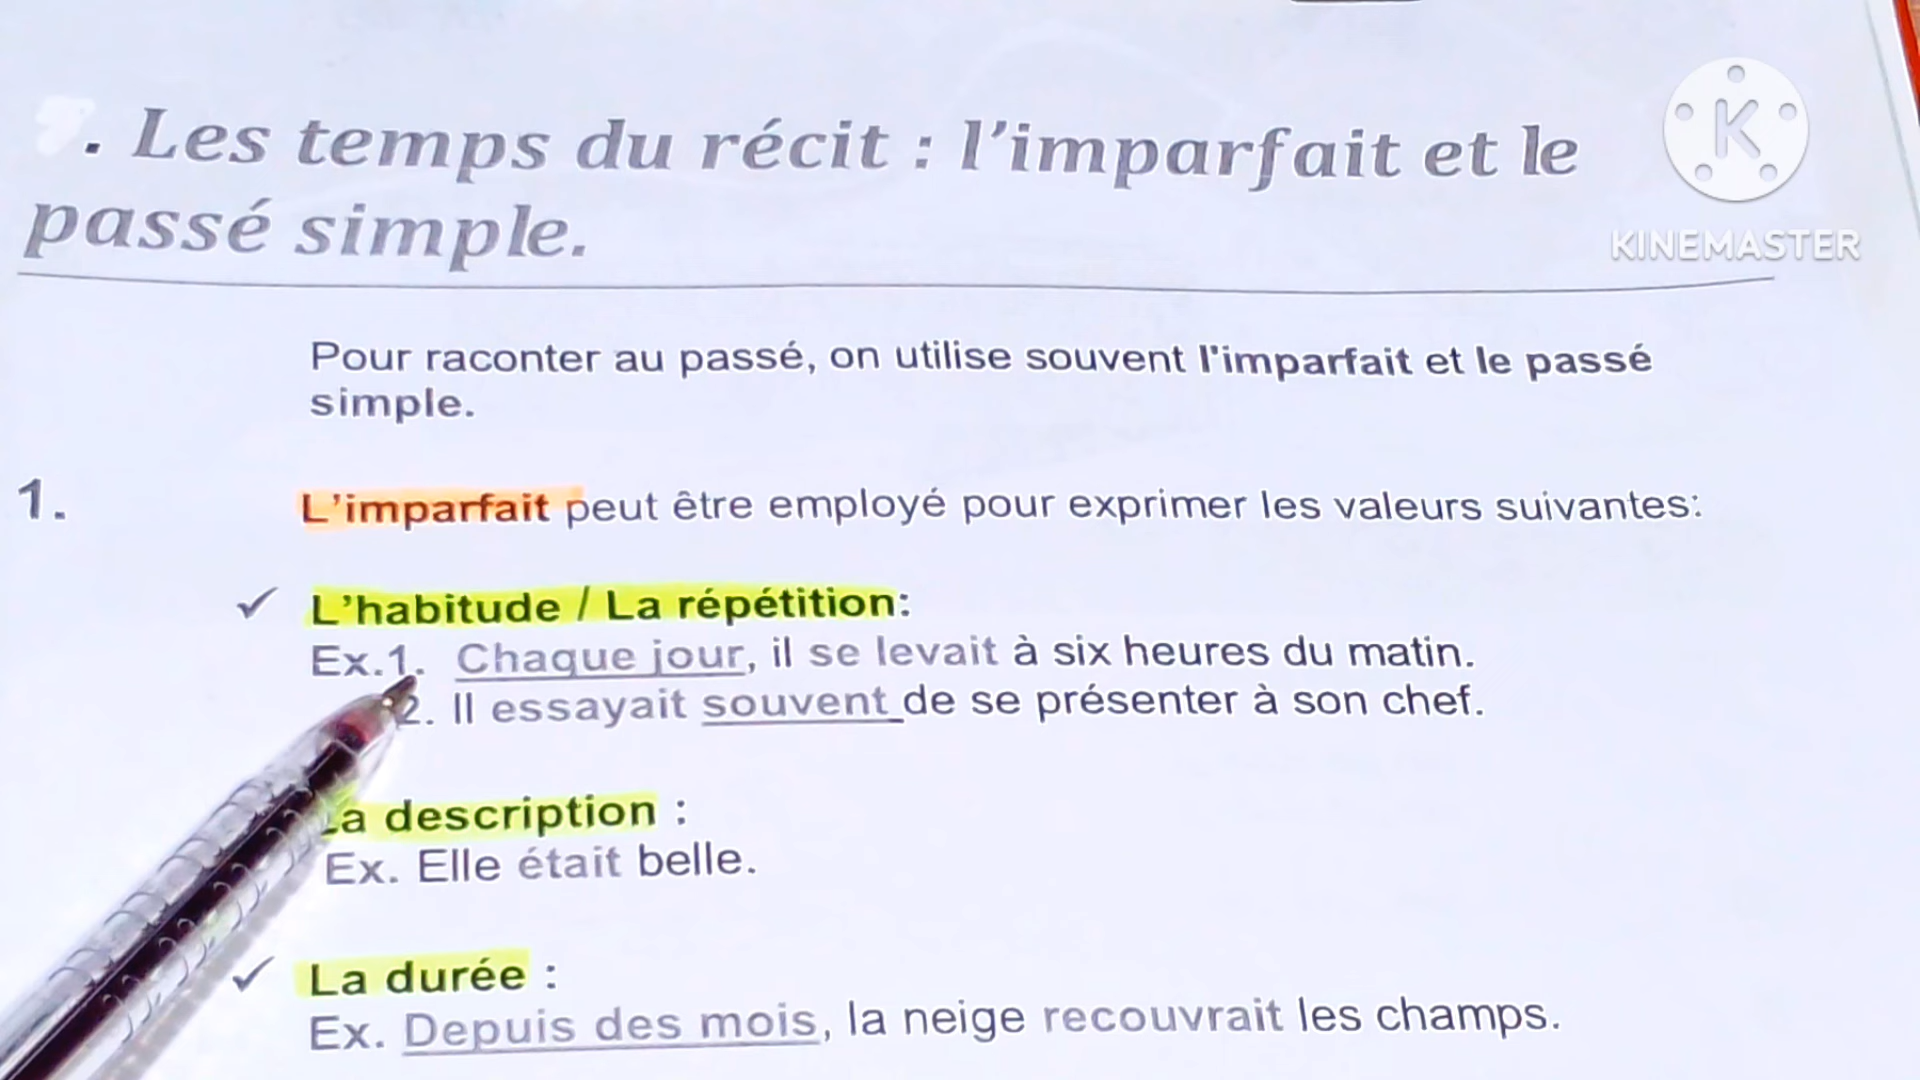 . Les temps du récit : l'imparfait et le
passé simple.
K
KINEMASTER
Pour raconter au passé, on utilise souvent l'imparfait et le passé
simple.
1. L'imparfait peut être employé pour exprimer les valeurs suivantes:
✓ L'habitude / La répétition:
Ex.1. Chaque jour, il se levait à six heures du matin.
2. Il essayait souvent de se présenter à son chef.
La description :
Ex. Elle était belle.
✓ La durée :
Ex. Depuis des mois, la neige recouvrait les champs.